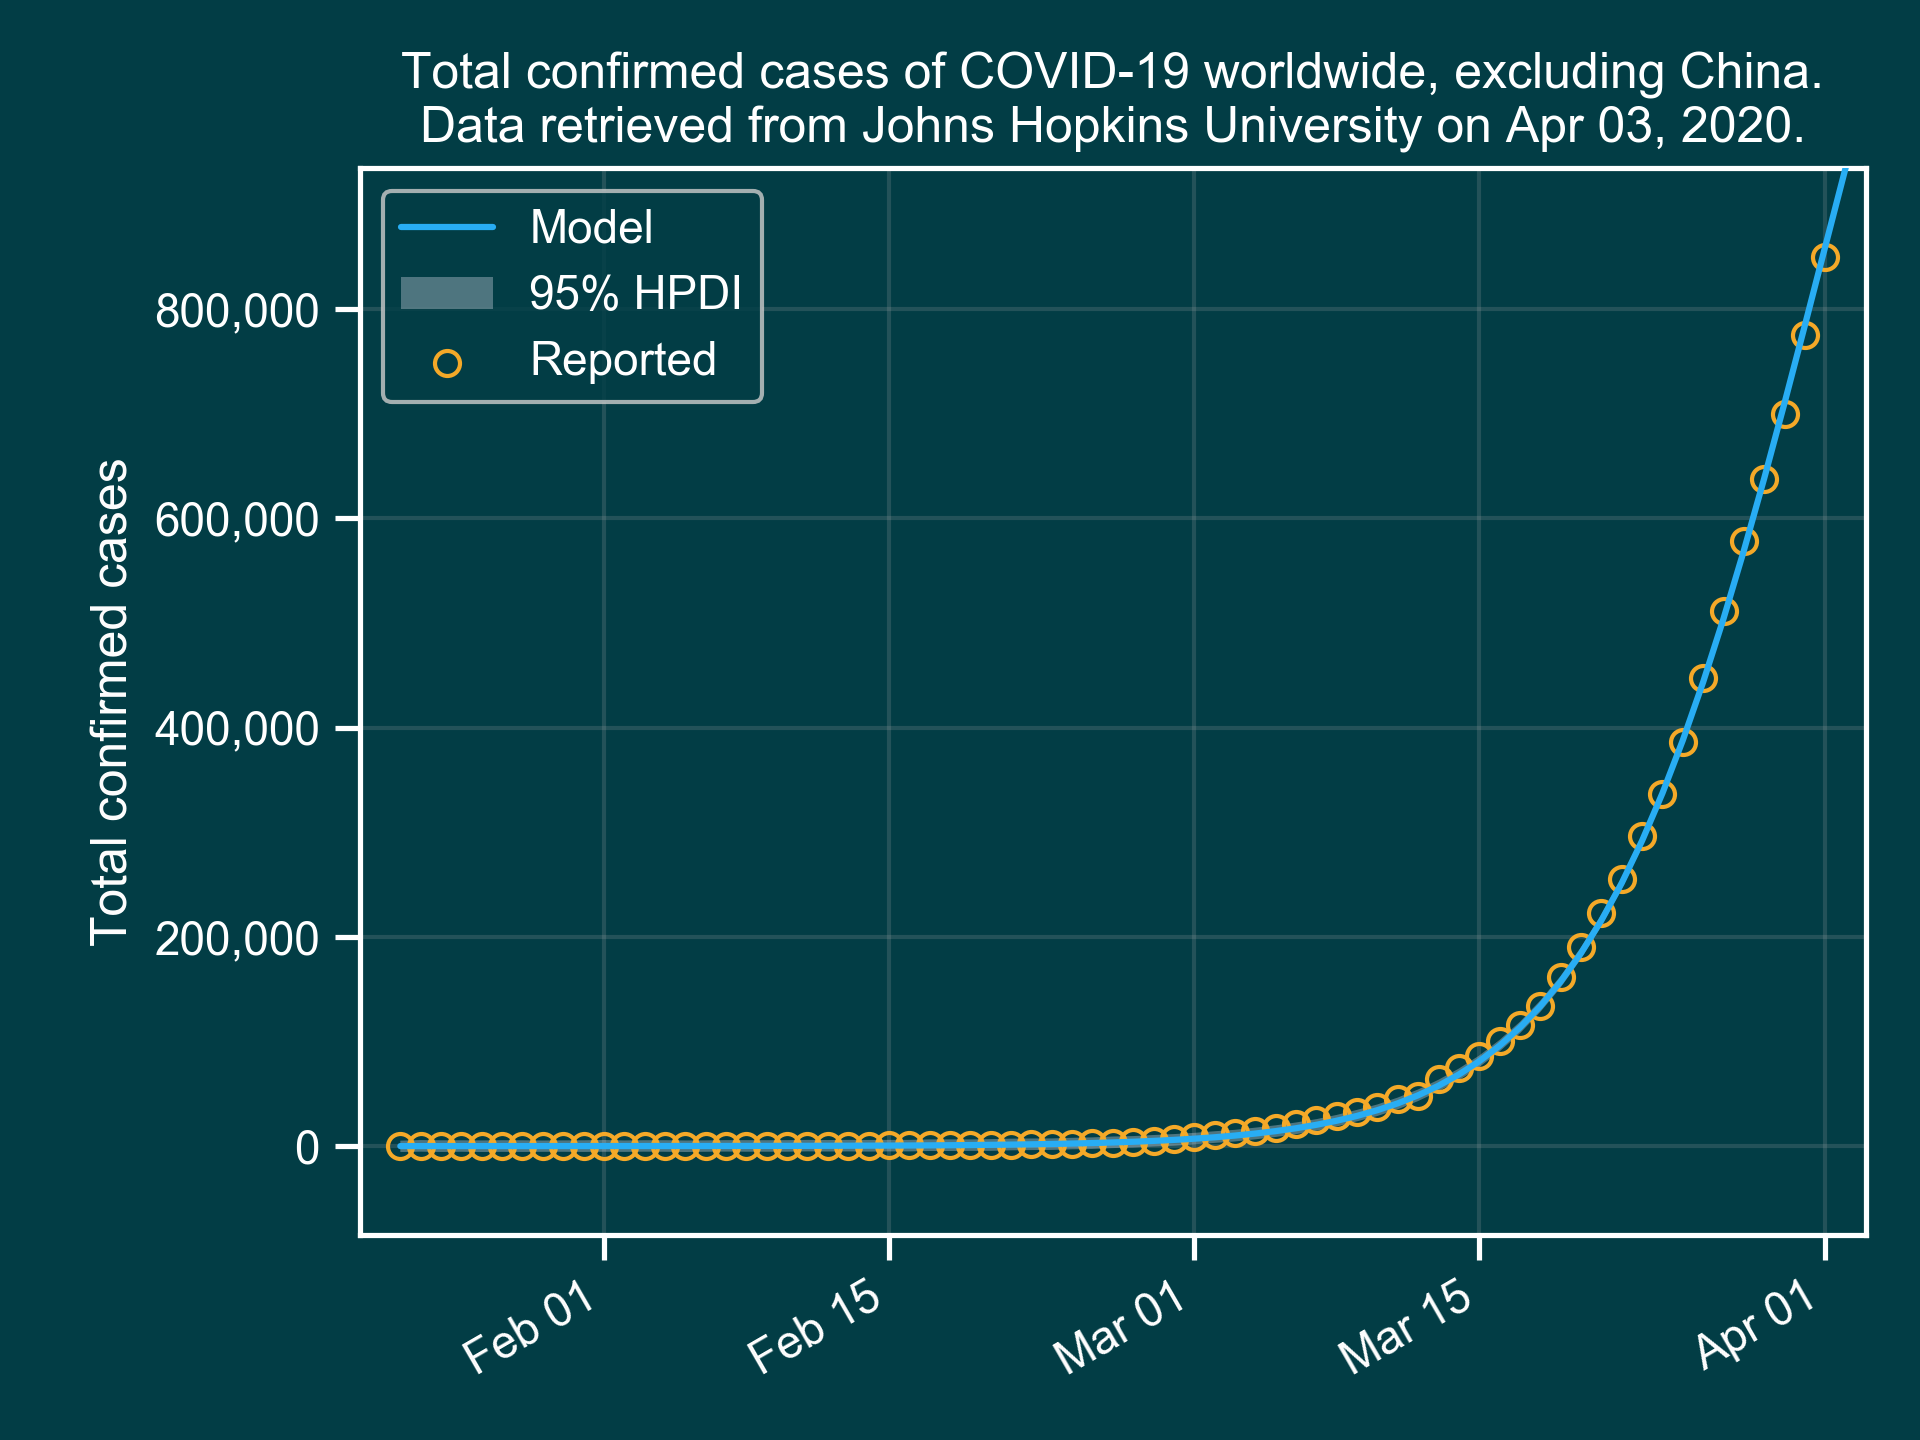 Total confirmed cases of COVID-19 worldwide, excluding China.
Data retrieved from Johns Hopkins University on Apr 03, 2020.
Model
95% HPDI
Reported
Total confirmed cases
800,000
600,000
400,000
200,000
0
Feb 01
Feb 15
Mar 01
Mar 15
Apr 01